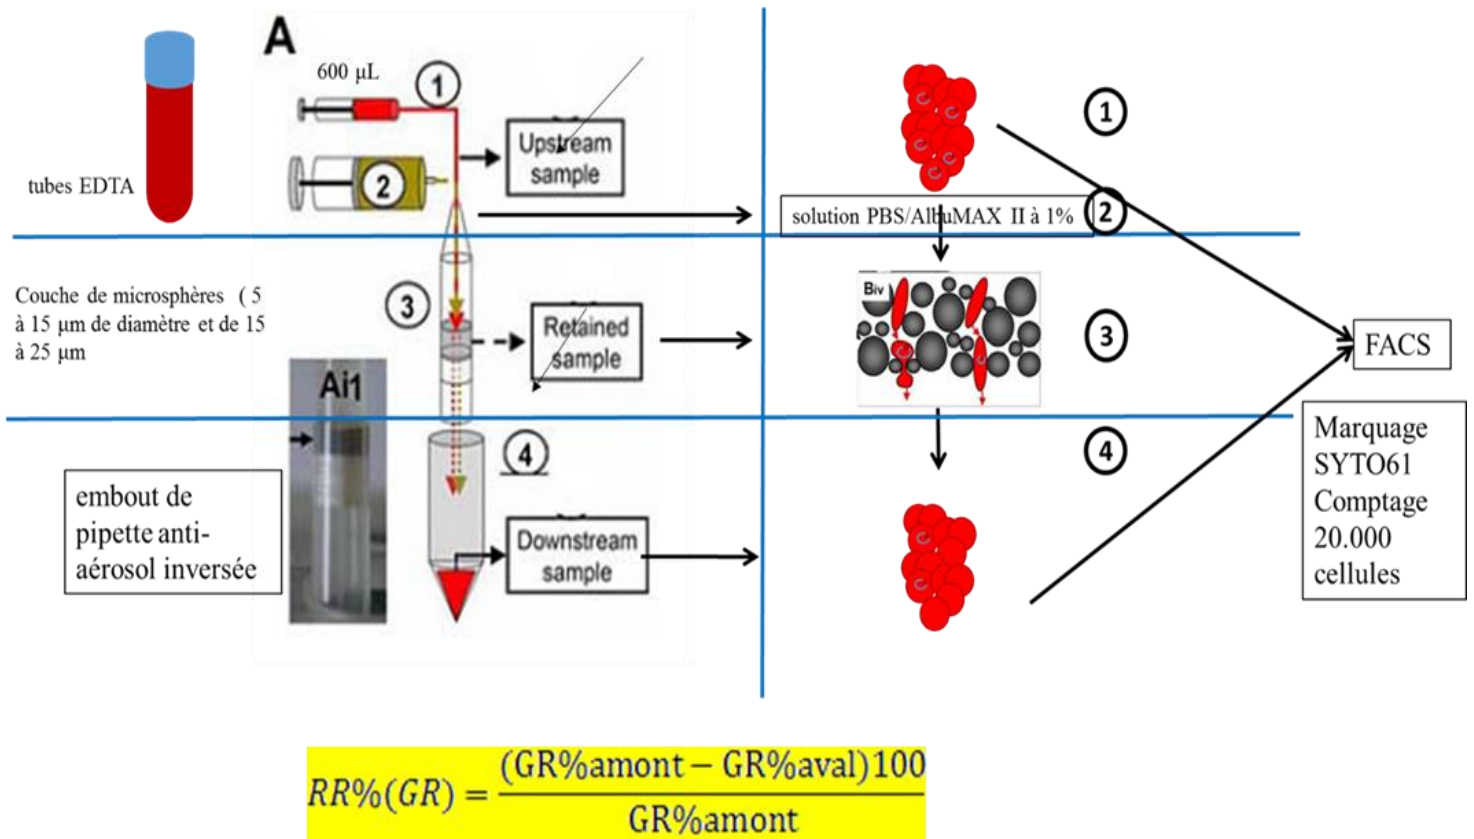 A
600 µL
1
Upstream
sample
2
tubes EDTA
1
solution PBS/AlbuMAX II à 1%
2
Couche de microsphères ( 5
à 15 µm de diamètre et de 15
à 25 µm
3
Retained
sample
Biv
3
FACS
Ai1
4
embout de
pipette anti-
aérosol inversée
Downstream
sample
4
Marquage
SYTO61
Comptage
20.000
cellules
RR%(GR) = (GR%amont − GR%aval)100
GR%amont